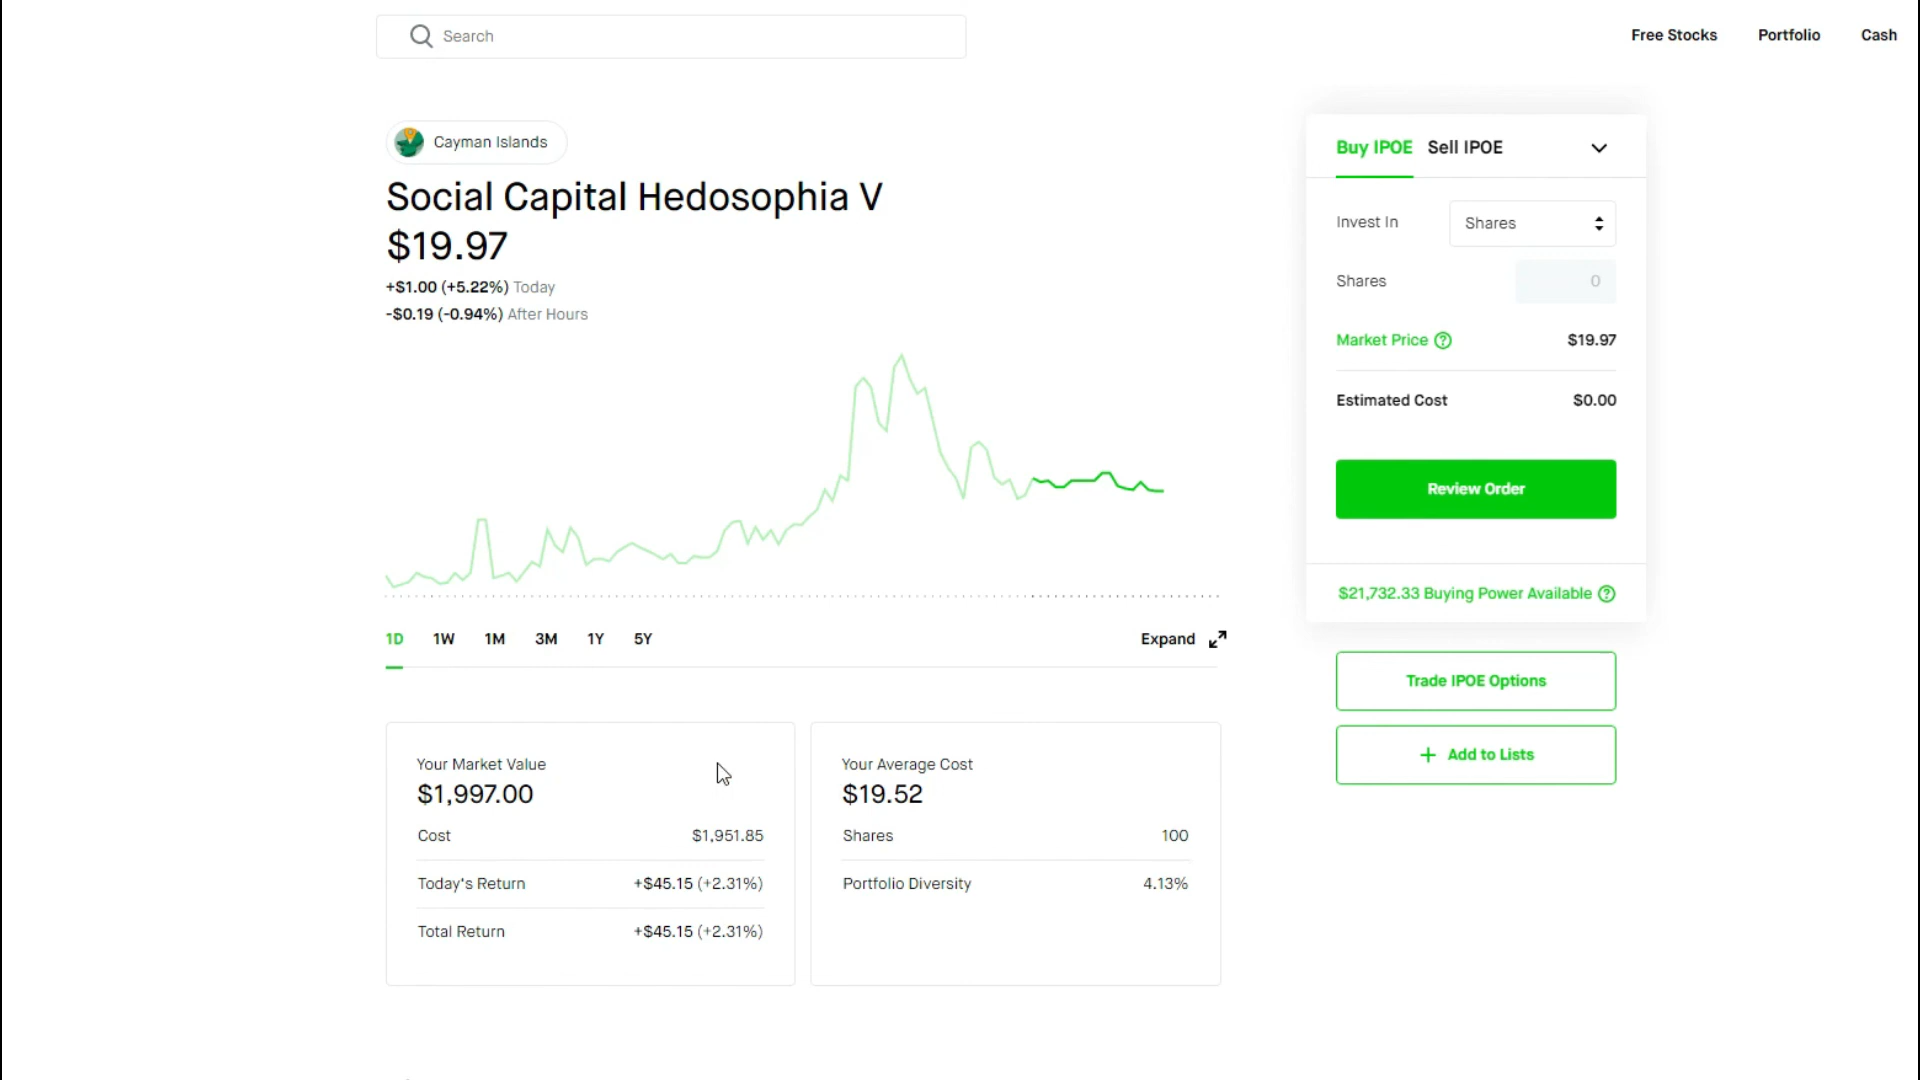 Search
Free Stocks Portfolio Cash
Cayman Islands
Social Capital Hedosophia V
$19.97
+$1.00 (+5.22%) Today
-$0.19 (-0.94%) After Hours
1D 1W 1M 3M 1Y 5Y Expand
Your Market Value
$1,997.00
Cost $1,951.85
Today's Return +$45.15 (+2.31%)
Total Return +$45.15 (+2.31%)
Your Average Cost
$19.52
Shares 100
Portfolio Diversity 4.13%
Buy IPOE Sell IPOE
Invest In Shares
Shares 0
Market Price ? $19.97
Estimated Cost $0.00
Review Order
$21,732.33 Buying Power Available ?
Trade IPOE Options
+ Add to Lists